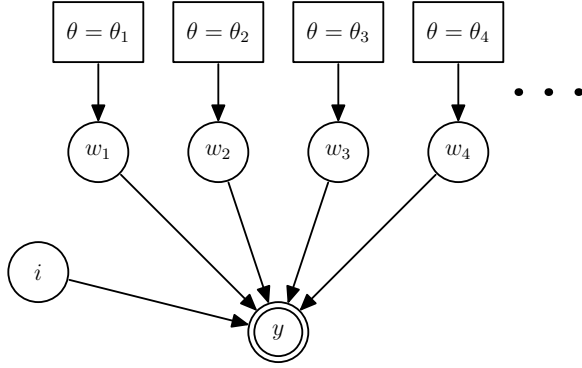 θ = θ₁ θ = θ₂ θ = θ₃ θ = θ₄
w₁ w₂ w₃ w₄ . . .
i
y